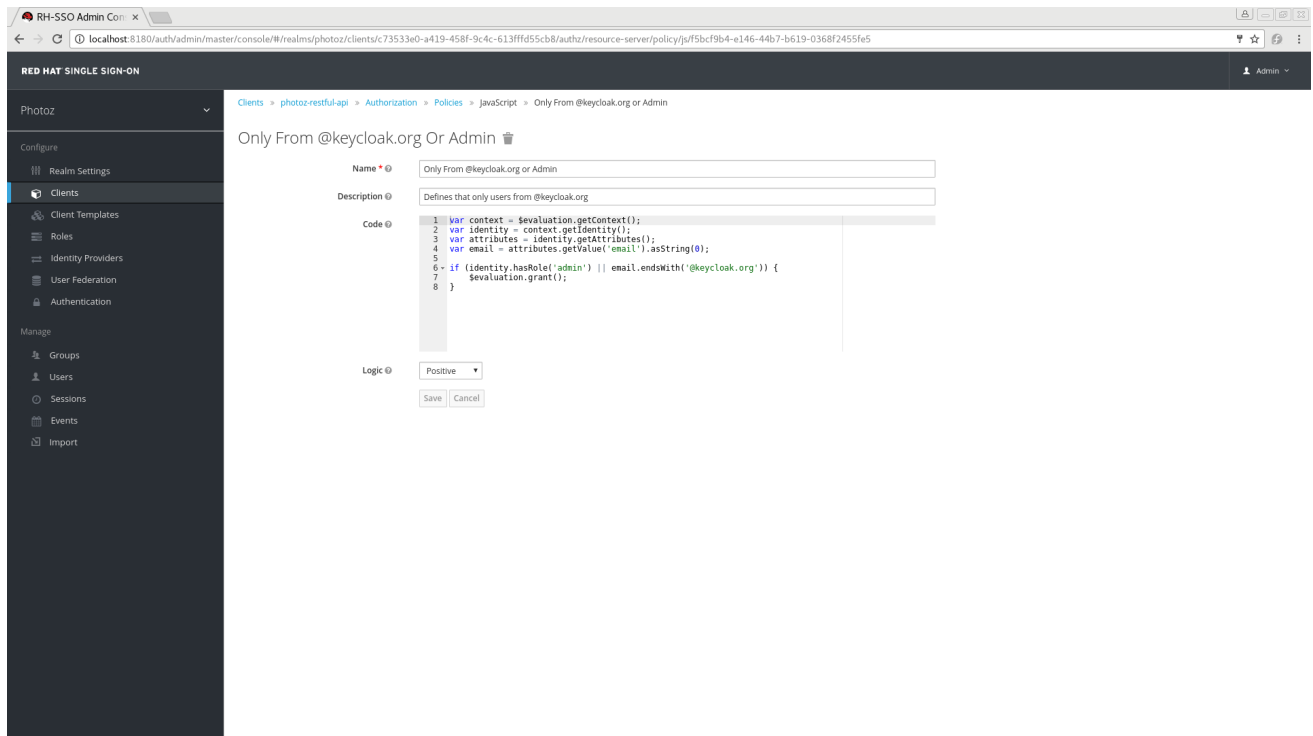 RH-SSO Admin Con
localhost:8180/auth/admin/master/console/#/realms/photoz/clients/c73533e0-a419-458f-9c4c-613fffd55cb8/authz/resource-server/policy/js/f5bcf9b4-e146-44b7-b619-0368f2455fe5
RED HAT SINGLE SIGN-ON
Admin
Photoz
Clients » photoz-restful-api » Authorization » Policies » JavaScript » Only From @keycloak.org or Admin
Configure
Realm Settings
Clients
Client Templates
Roles
Identity Providers
User Federation
Authentication
Manage
Groups
Users
Sessions
Events
Import
Only From @keycloak.org Or Admin
Name *
Only From @keycloak.org or Admin
Description
Defines that only users from @keycloak.org
Code
1 var context = $evaluation.getContext();
2 var identity = context.getIdentity();
3 var attributes = identity.getAttributes();
4 var email = attributes.getValue('email').asString(0);
5
6 if (identity.hasRole('admin') || email.endsWith('@keycloak.org')) {
7 $evaluation.grant();
8 }
Logic
Positive
Save Cancel